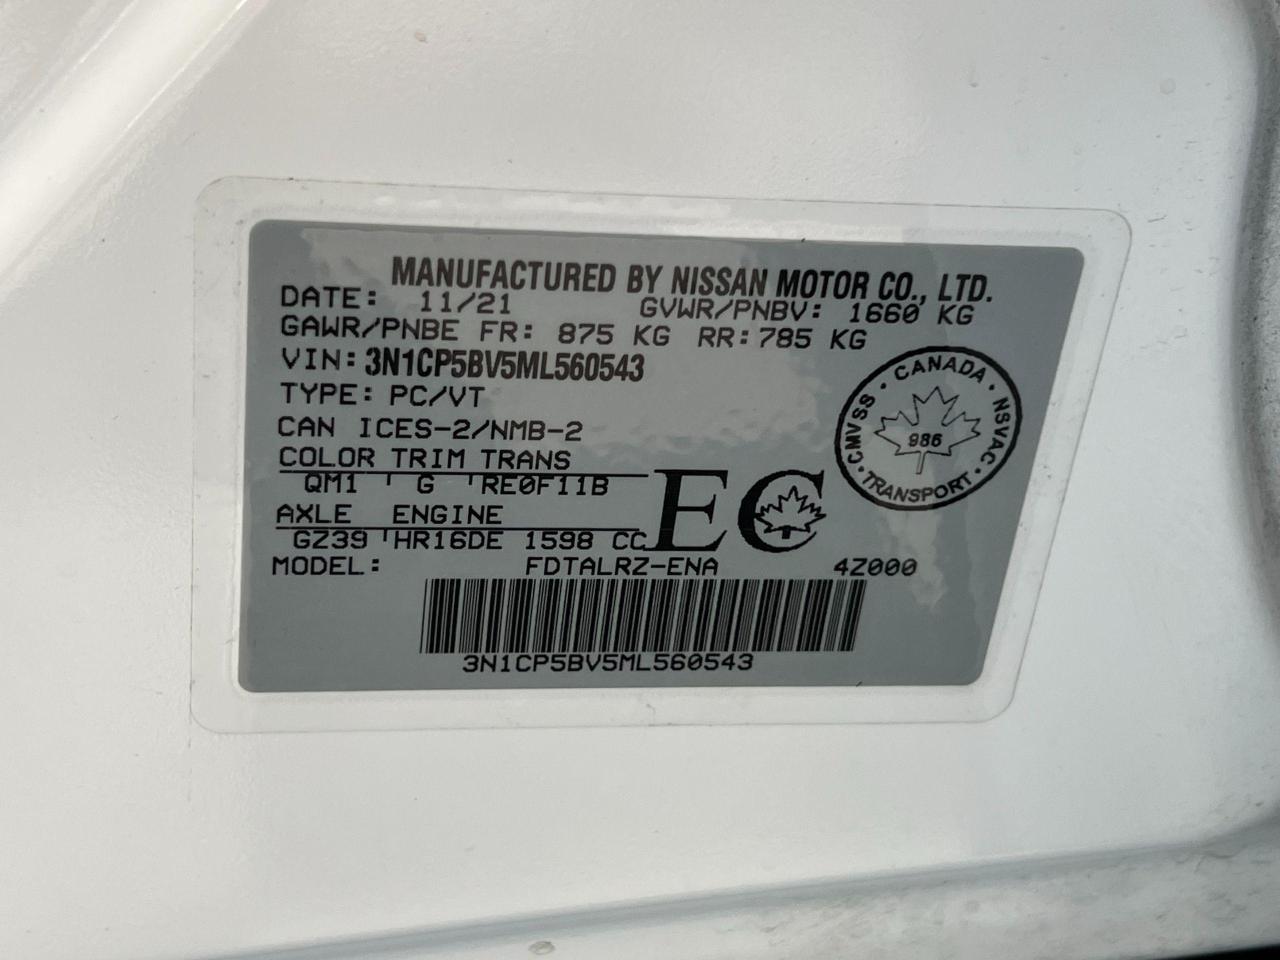 MANUFACTURED BY NISSAN MOTOR CO., LTD.
DATE: 11/21 GVWR/PNBV: 1660 KG
GAWR/PNBE FR: 875 KG RR:785 KG
VIN: 3N1CP5BV5ML560543
TYPE: PC/VT
CAN ICES-2/NMB-2
COLOR TRIM TRANS
QM1 G RE0F11B
AXLE ENGINE
GZ39 HR16DE 1598 CC
EC
CANADA
CMVSS NSVAC
986
TRANSPORT
MODEL: FDTALRZ-ENA 4Z000
3N1CP5BV5ML560543